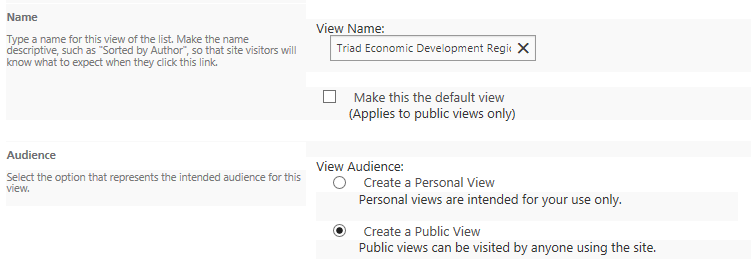 Name
Type a name for this view of the list. Make the name
descriptive, such as "Sorted by Author", so that site visitors will
know what to expect when they click this link.
View Name:
Triad Economic Development Regi
Make this the default view
(Applies to public views only)
Audience
Select the option that represents the intended audience for this
view.
View Audience:
Create a Personal View
Personal views are intended for your use only.
Create a Public View
Public views can be visited by anyone using the site.